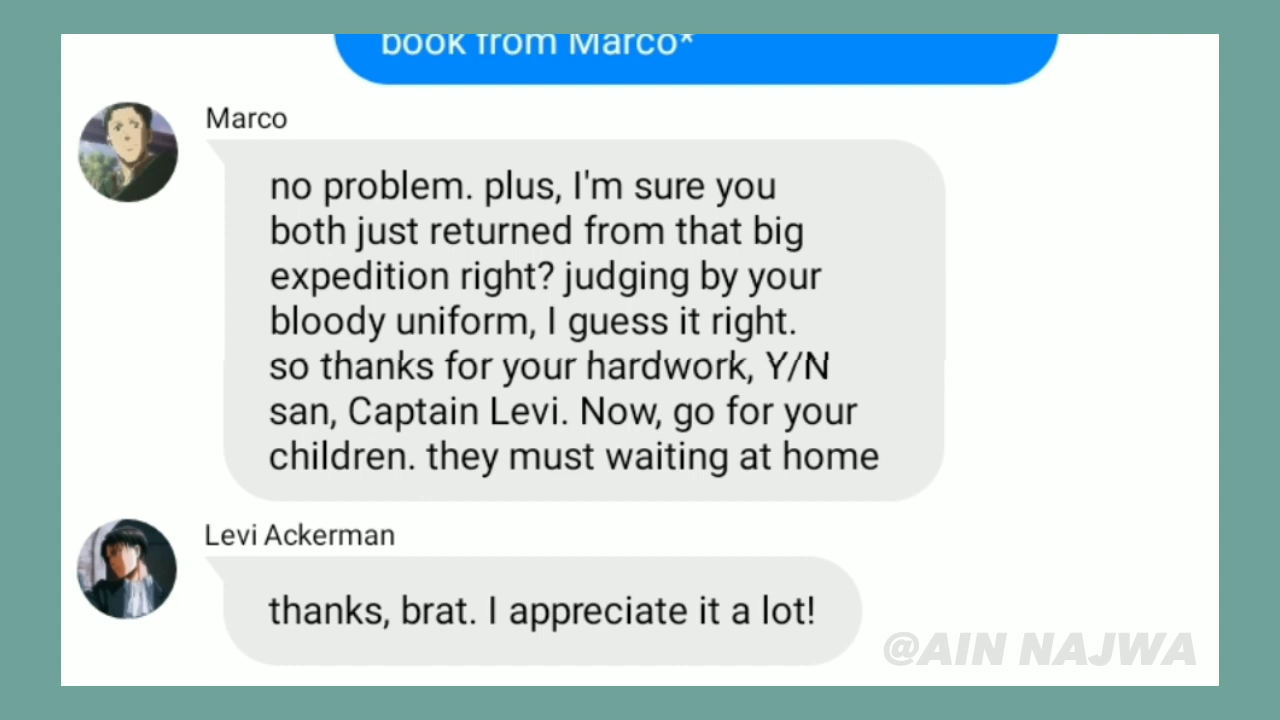 book from Marco*
Marco
no problem. plus, I'm sure you
both just returned from that big
expedition right? judging by your
bloody uniform, I guess it right.
so thanks for your hardwork, Y/N
san, Captain Levi. Now, go for your
children. they must waiting at home
Levi Ackerman
thanks, brat. I appreciate it a lot!
@AIN NAJWA